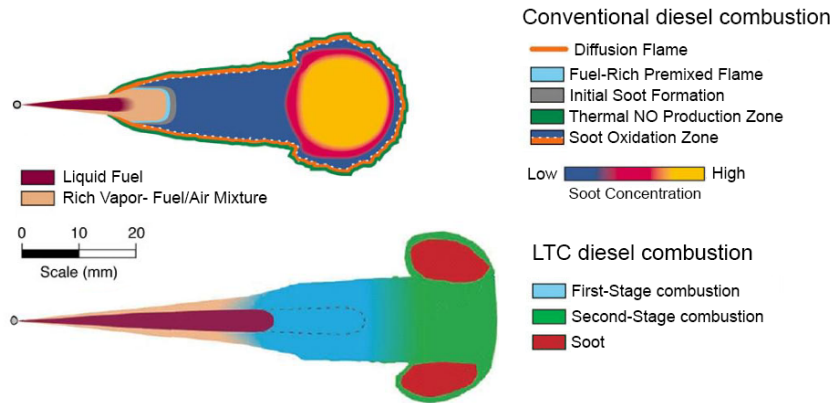 Conventional diesel combustion
Diffusion Flame
Fuel-Rich Premixed Flame
Initial Soot Formation
Thermal NO Production Zone
Soot Oxidation Zone
Low High
Soot Concentration
Liquid Fuel
Rich Vapor- Fuel/Air Mixture
0 10 20
Scale (mm)
LTC diesel combustion
First-Stage combustion
Second-Stage combustion
Soot